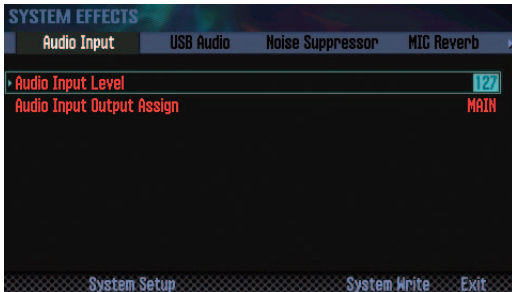 SYSTEM EFFECTS
Audio Input USB Audio Noise Suppressor MIC Reverb
Audio Input Level 127
Audio Input Output Assign MAIN
System Setup System Write Exit